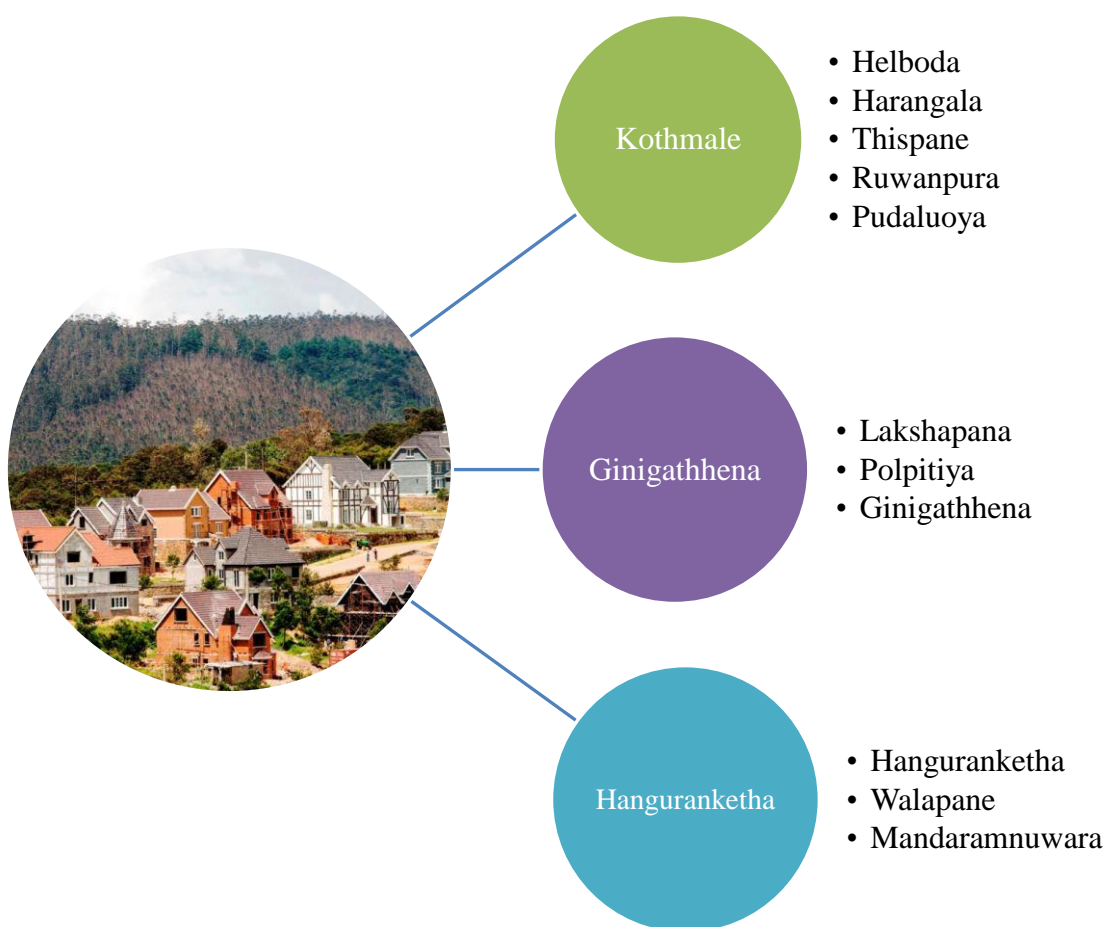 Kothmale
• Helboda
• Harangala
• Thispane
• Ruwanpura
• Pudaluoya
Ginigathhena
• Lakshapana
• Polpitiya
• Ginigathhena
Hanguranketha
• Hanguranketha
• Walapane
• Mandaramnuwara